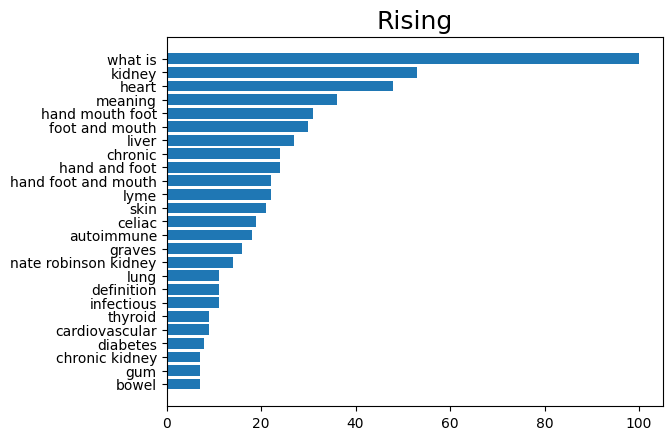 Rising
what is
kidney
heart
meaning
hand mouth foot
foot and mouth
liver
chronic
hand and foot
hand foot and mouth
lyme
skin
celiac
autoimmune
graves
nate robinson kidney
lung
definition
infectious
thyroid
cardiovascular
diabetes
chronic kidney
gum
bowel
0 20 40 60 80 100